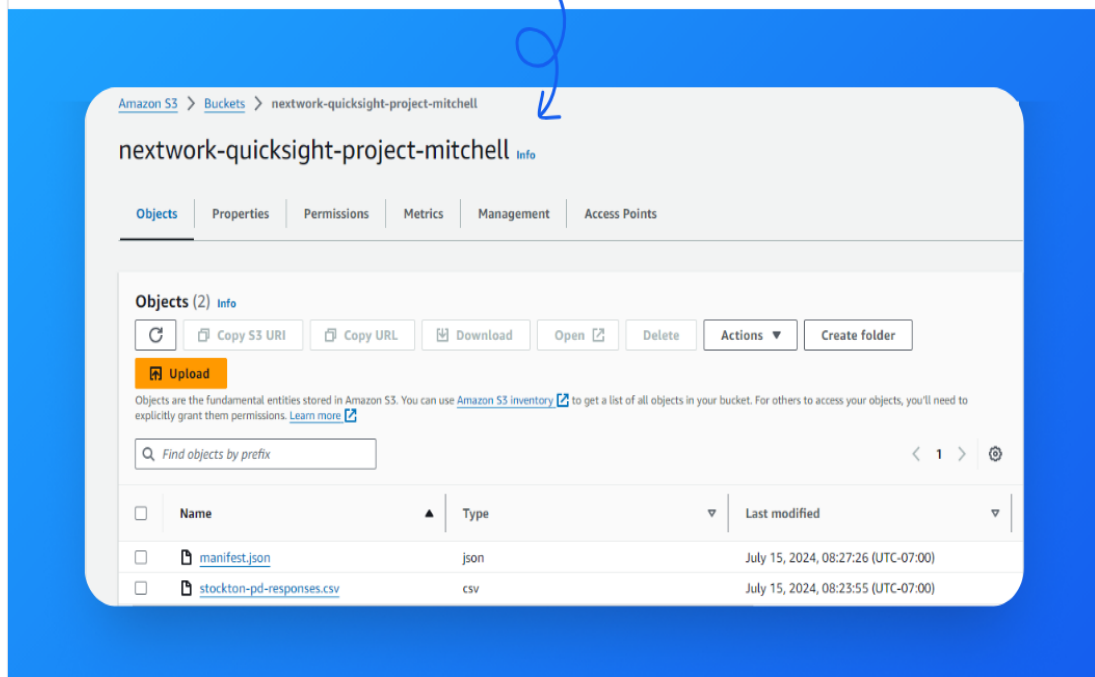 Amazon S3 > Buckets > nextwork-quicksight-project-mitchell
nextwork-quicksight-project-mitchell Info
Objects Properties Permissions Metrics Management Access Points
Objects (2) Info
Copy S3 URI Copy URL Download Open Delete Actions Create folder
Upload
Objects are the fundamental entities stored in Amazon S3. You can use Amazon S3 inventory to get a list of all objects in your bucket. For others to access your objects, you'll need to
explicitly grant them permissions. Learn more
Find objects by prefix
< 1 >
Name Type Last modified
manifest.json json July 15, 2024, 08:27:26 (UTC-07:00)
stockton-pd-responses.csv csv July 15, 2024, 08:23:55 (UTC-07:00)